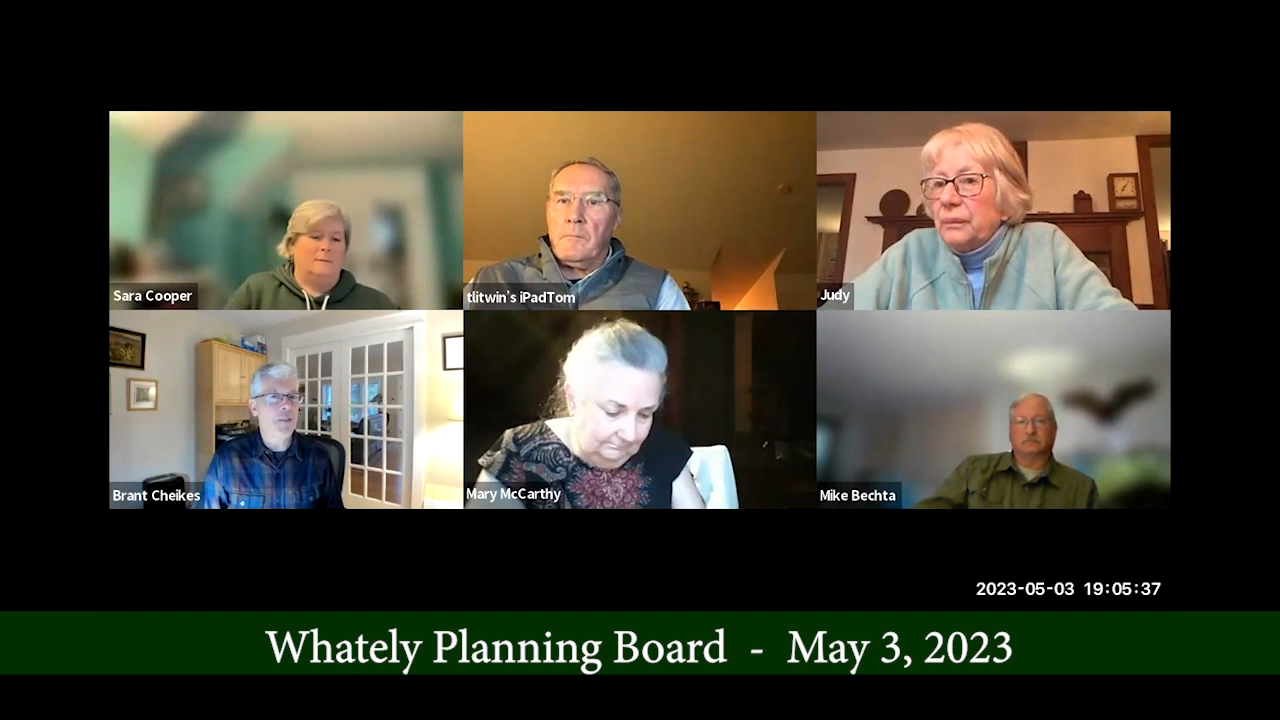 Sara Cooper
tlitwin's iPadTom
Judy
Brant Cheikes
Mary McCarthy
Mike Bechta
2023-05-03 19:05:37
Whately Planning Board - May 3, 2023